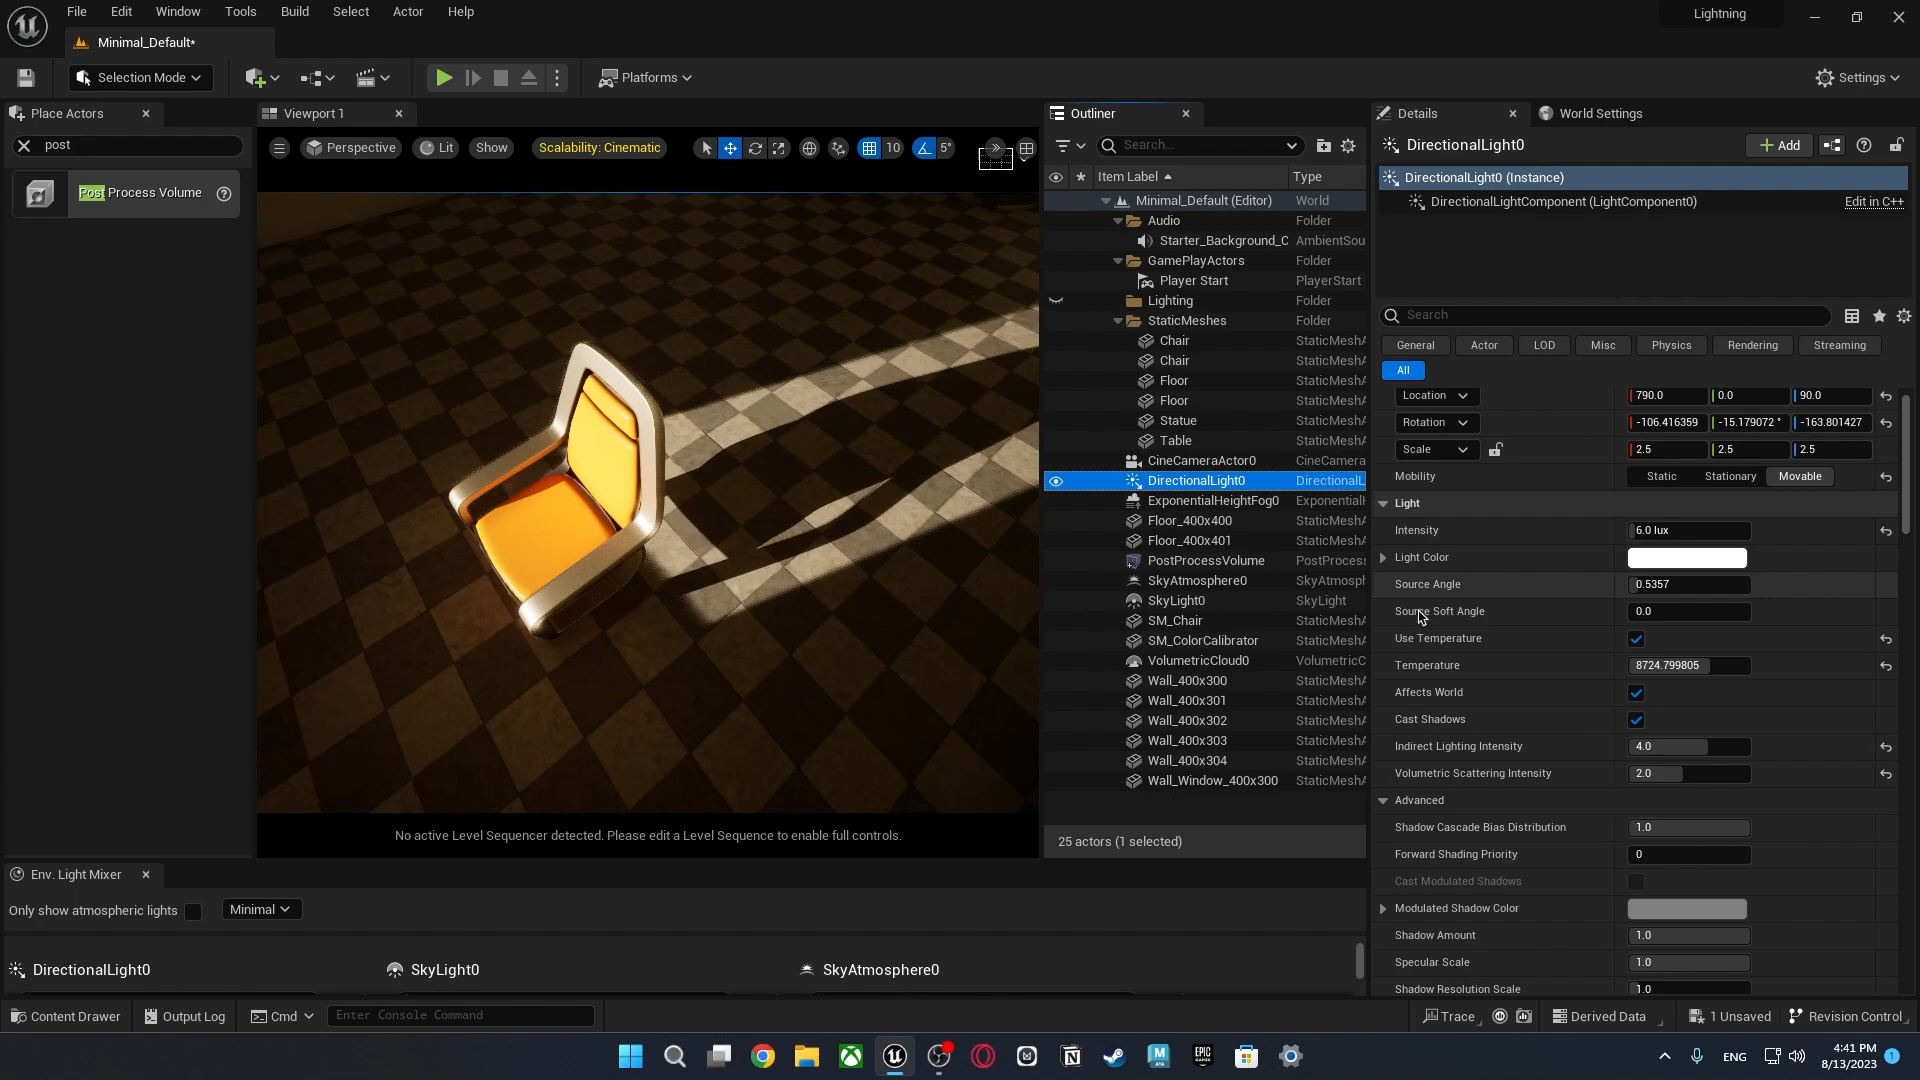 File Edit Window Tools Build Select Actor Help
Lightning
Minimal_Default*
Selection Mode
Platforms
Settings
Place Actors
post
Post Process Volume
Viewport 1
Perspective Lit Show Scalability: Cinematic 10 5°
No active Level Sequencer detected. Please edit a Level Sequence to enable full controls.
Outliner
Search...
Item Label Type
Minimal_Default (Editor) World
Audio Folder
Starter_Background_C AmbientSou
GamePlayActors Folder
Player Start PlayerStart
Lighting Folder
StaticMeshes Folder
Chair StaticMeshA
Chair StaticMeshA
Floor StaticMeshA
Floor StaticMeshA
Statue StaticMeshA
Table StaticMeshA
CineCameraActor0 CineCamera
DirectionalLight0 DirectionalL
ExponentialHeightFog0 ExponentialH
Floor_400x400 StaticMeshA
Floor_400x401 StaticMeshA
PostProcessVolume PostProcess
SkyAtmosphere0 SkyAtmosph
SkyLight0 SkyLight
SM_Chair StaticMeshA
SM_ColorCalibrator StaticMeshA
VolumetricCloud0 VolumetricC
Wall_400x300 StaticMeshA
Wall_400x301 StaticMeshA
Wall_400x302 StaticMeshA
Wall_400x303 StaticMeshA
Wall_400x304 StaticMeshA
Wall_Window_400x300 StaticMeshA
25 actors (1 selected)
Details
World Settings
DirectionalLight0
Add
DirectionalLight0 (Instance)
DirectionalLightComponent (LightComponent0) Edit in C++
Search
General Actor LOD Misc Physics Rendering Streaming
All
Location 790.0 0.0 90.0
Rotation -106.416359 -15.179072 ° -163.801427
Scale 2.5 2.5 2.5
Mobility Static Stationary Movable
Light
Intensity 6.0 lux
Light Color
Source Angle 0.5357
Source Soft Angle 0.0
Use Temperature
Temperature 8724.799805
Affects World
Cast Shadows
Indirect Lighting Intensity 4.0
Volumetric Scattering Intensity 2.0
Advanced
Shadow Cascade Bias Distribution 1.0
Forward Shading Priority 0
Cast Modulated Shadows
Modulated Shadow Color
Shadow Amount 1.0
Specular Scale 1.0
Shadow Resolution Scale 1.0
Env. Light Mixer
Only show atmospheric lights Minimal
DirectionalLight0 SkyLight0 SkyAtmosphere0
Content Drawer Output Log Cmd Enter Console Command
Trace Derived Data 1 Unsaved Revision Control
ENG
4:41 PM
8/13/2023
1